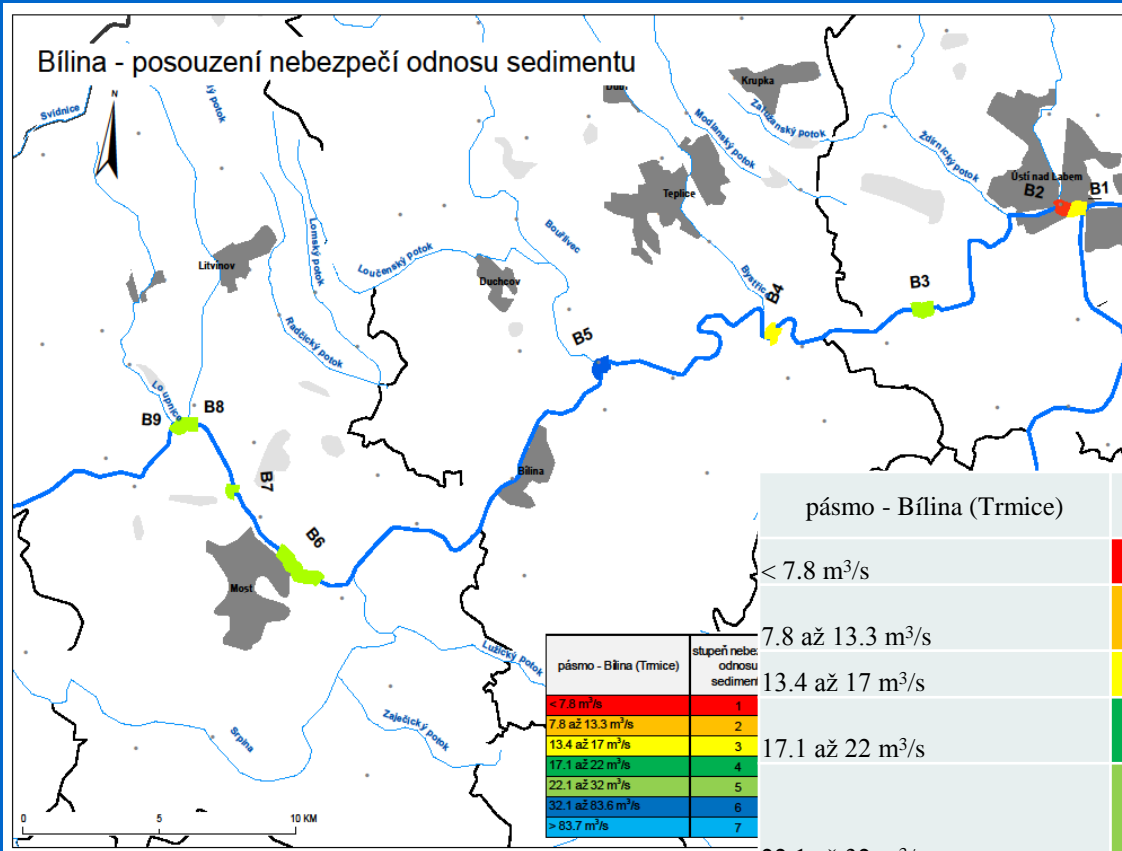 Bílina - posouzení nebezpečí odnosu sedimentu
N
Svídnice
ý potok
Krupka
Modlanský potok
Zalužanský potok
Ždírnický potok
Ústí nad Labem
B2
B1
Teplice
Lomský potok
Bouřlivec
Litvínov
Loučenský potok
Duchcov
Bystřic
B4
B3
Radčický potok
B5
Loupnice
B9
B8
Bílina
B7
B6
Most
Lužický potok
Zaječický potok
Srpina
0 5 10 KM
pásmo - Bílina (Trmice)
stupeň nebez
odnosu
sediment
< 7.8 m³/s 1
7.8 až 13.3 m³/s 2
13.4 až 17 m³/s 3
17.1 až 22 m³/s 4
22.1 až 32 m³/s 5
32.1 až 83.6 m³/s 6
> 83.7 m³/s 7
pásmo - Bílina (Trmice)
< 7.8 m³/s
7.8 až 13.3 m³/s
13.4 až 17 m³/s
17.1 až 22 m³/s